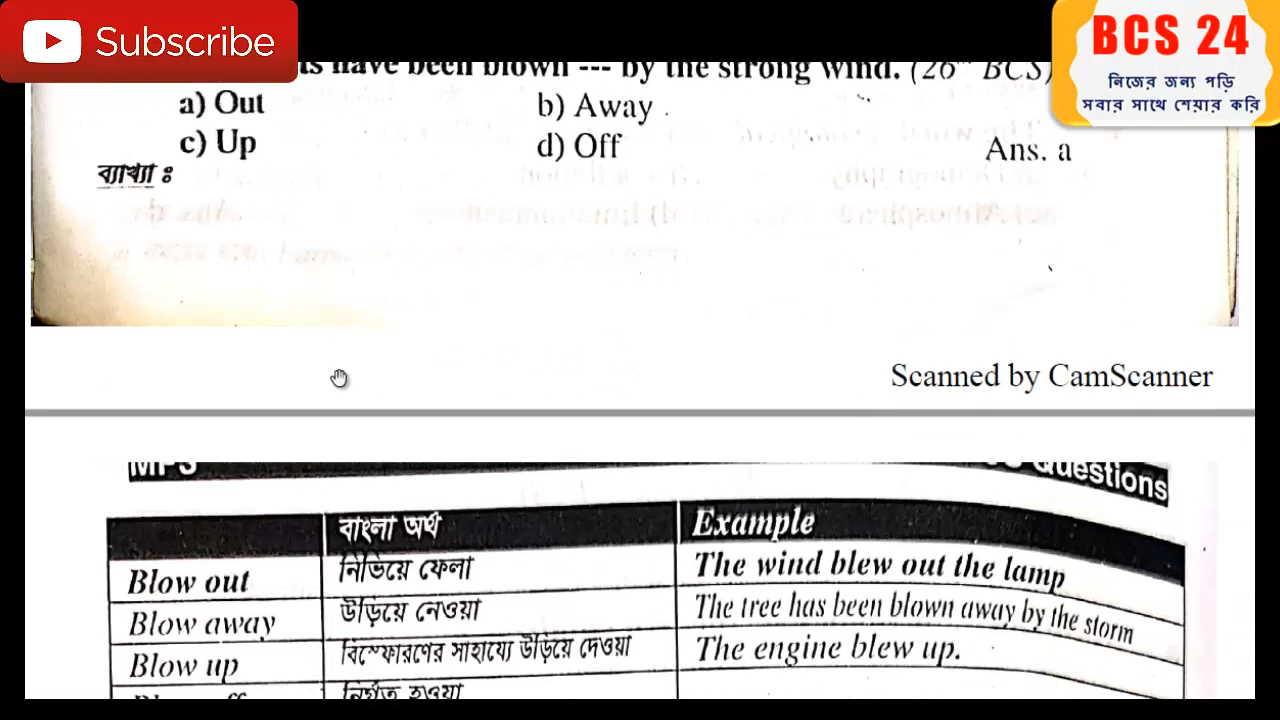 Subscribe
BCS 24
নিজের জন্য পড়ি
সবার সাথে শেয়ার করি
have been blown --- by the strong wind. (26th BCS)
a) Out b) Away
c) Up d) Off Ans. a
ব্যাখ্যা ঃ
Scanned by CamScanner
MPS Questions
বাংলা অর্থ Example
Blow out নিভিয়ে ফেলা The wind blew out the lamp
Blow away উড়িয়ে নেওয়া The tree has been blown away by the storm
Blow up বিস্ফোরণের সাহায্যে উড়িয়ে দেওয়া The engine blew up.
নির্গত হওয়া